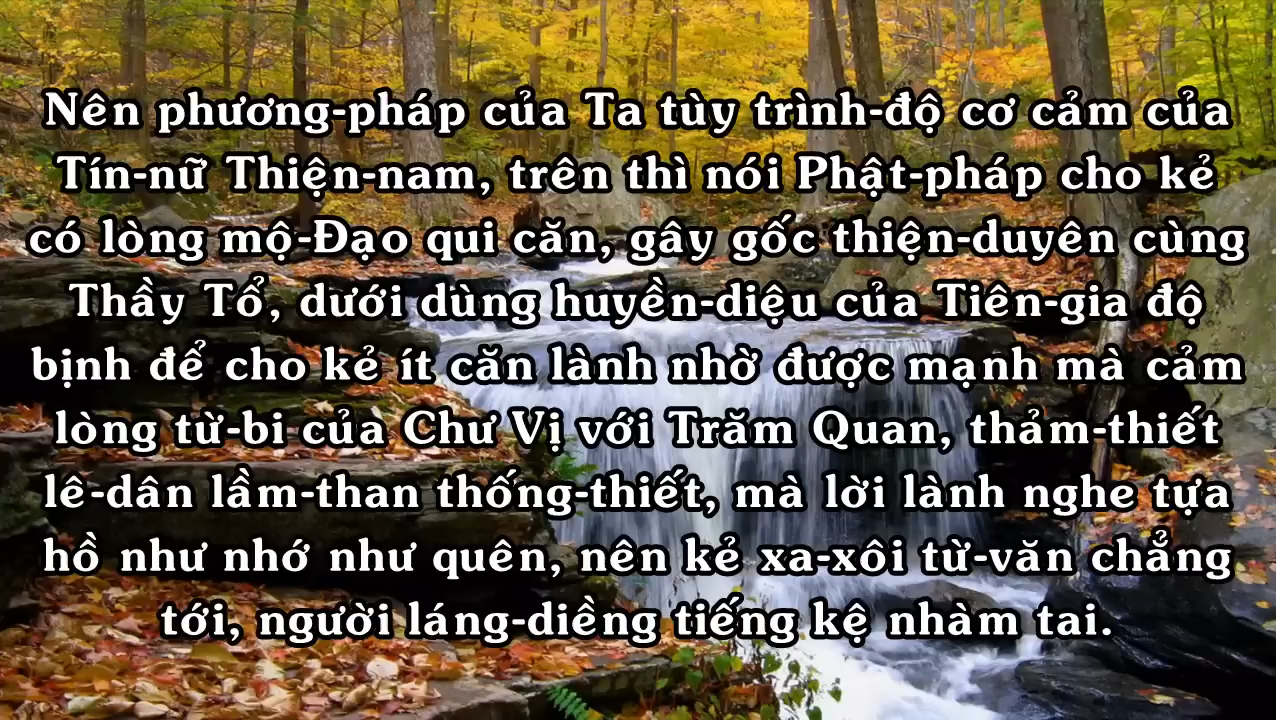 Nên phương-pháp của Ta tùy trình-độ cơ cảm của
Tín-nữ Thiện-nam, trên thì nói Phật-pháp cho kẻ
có lòng mộ-Đạo qui căn, gây gốc thiện-duyên cùng
Thầy Tổ, dưới dùng huyền-diệu của Tiên-gia độ
bịnh để cho kẻ ít căn lành nhờ được mạnh mà cảm
lòng từ-bi của Chư Vị với Trăm Quan, thảm-thiết
lê-dân lầm-than thống-thiết, mà lời lành nghe tựa
hồ như nhớ như quên, nên kẻ xa-xôi từ-văn chẳng
tới, người láng-diềng tiếng kệ nhàm tai.